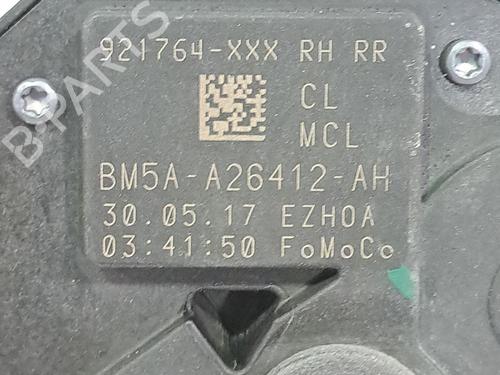 921764-XXX RH RR
CL
MCL
BM5A-A26412-AH
30.05.17 EZHOA
03:41:50 FoMoCo
B-PARTS